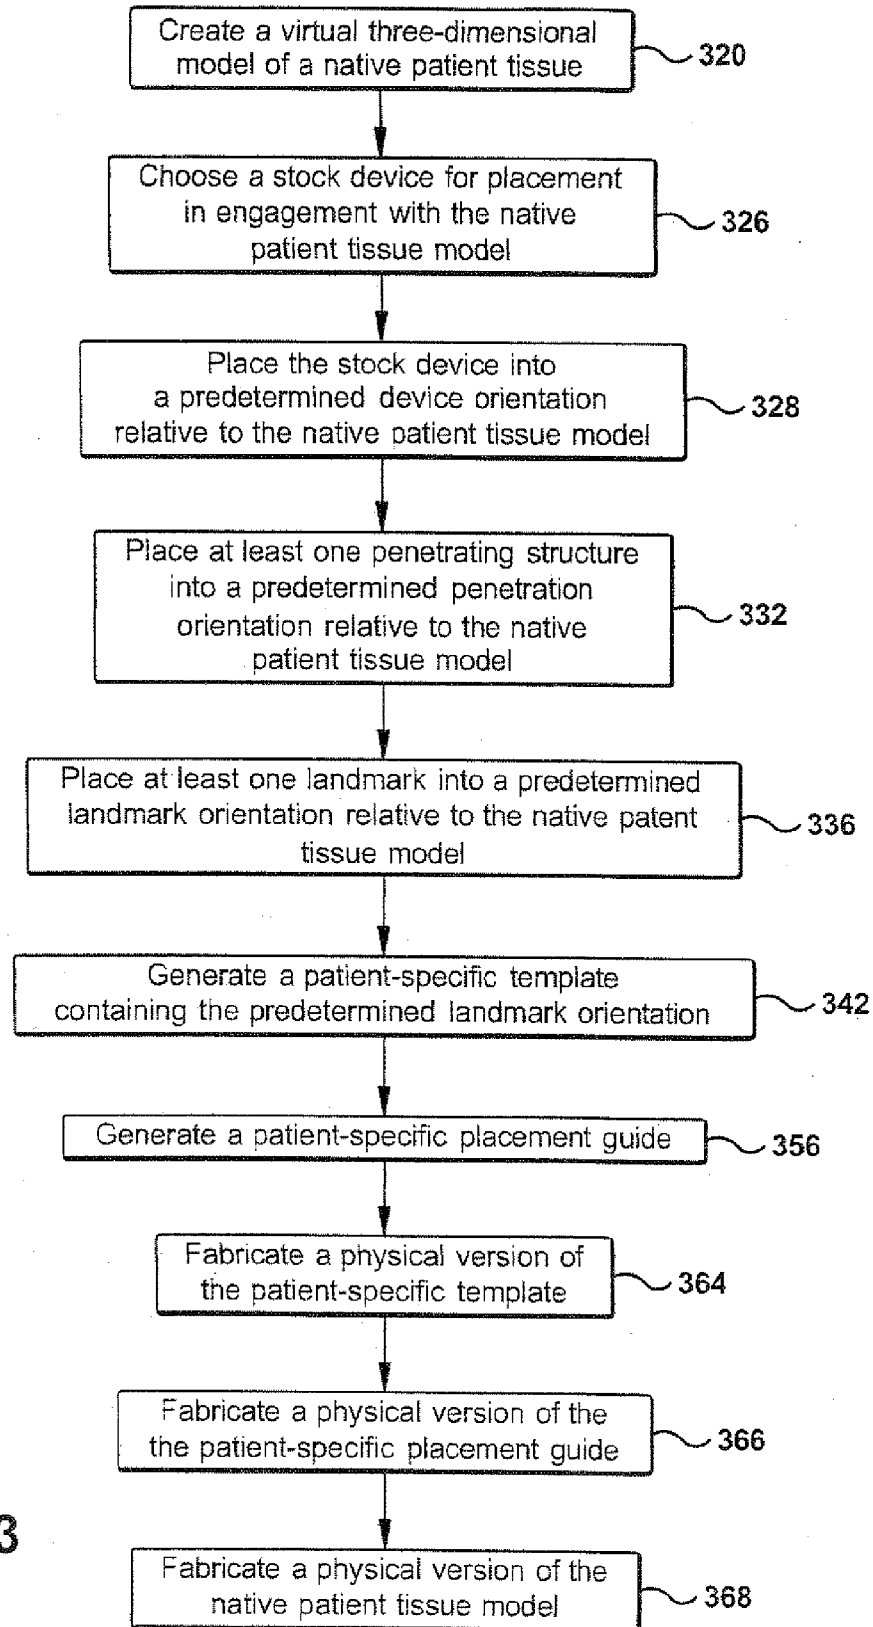 Create a virtual three-dimensional
model of a native patient tissue
320
Choose a stock device for placement
in engagement with the native
patient tissue model
326
Place the stock device into
a predetermined device orientation
relative to the native patient tissue model
328
Place at least one penetrating structure
into a predetermined penetration
orientation relative to the native
patient tissue model
332
Place at least one landmark into a predetermined
landmark orientation relative to the native patent
tissue model
336
Generate a patient-specific template
containing the predetermined landmark orientation
342
Generate a patient-specific placement guide
356
Fabricate a physical version of
the patient-specific template
364
Fabricate a physical version of the
the patient-specific placement guide
366
3
Fabricate a physical version of the
native patient tissue model
368